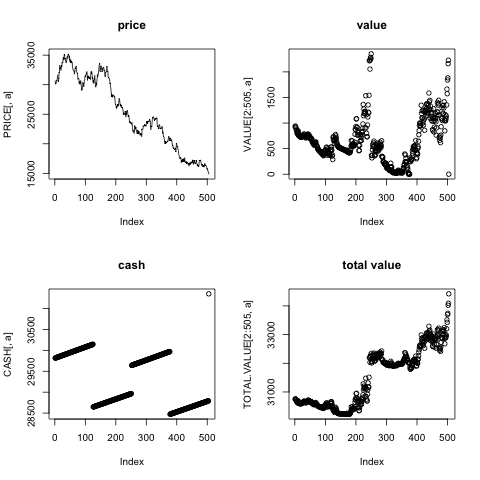 price
PRICE[, a]
35000
25000
15000
0 100 200 300 400 500
Index
value
VALUE[2:505, a]
1500
500
0
0 100 200 300 400 500
Index
cash
CASH[, a]
30500
29500
28500
0 100 200 300 400 500
Index
total value
TOTAL.VALUE[2:505, a]
33000
31000
0 100 200 300 400 500
Index